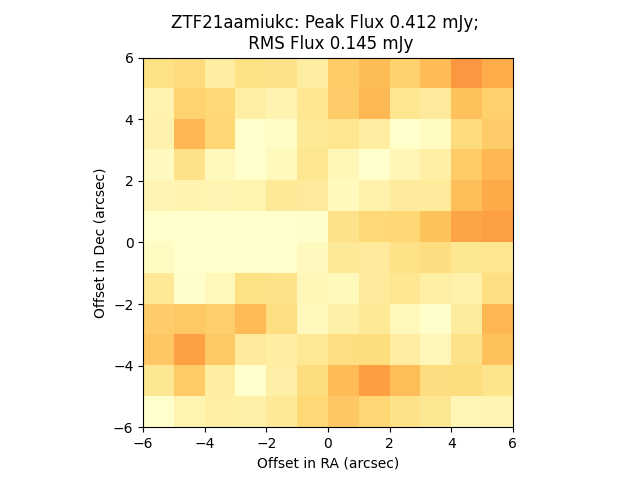 ZTF21aamiukc: Peak Flux 0.412 mJy;
RMS Flux 0.145 mJy
6
4
2
0
−2
−4
−6
Offset in Dec (arcsec)
−6 −4 −2 0 2 4 6
Offset in RA (arcsec)